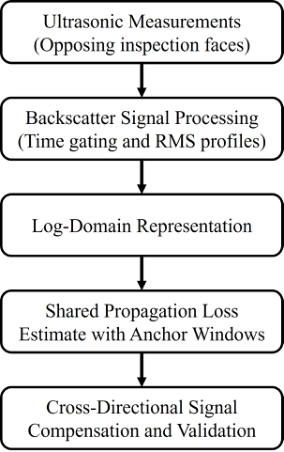 Ultrasonic Measurements
(Opposing inspection faces)
Backscatter Signal Processing
(Time gating and RMS profiles)
Log-Domain Representation
Shared Propagation Loss
Estimate with Anchor Windows
Cross-Directional Signal
Compensation and Validation